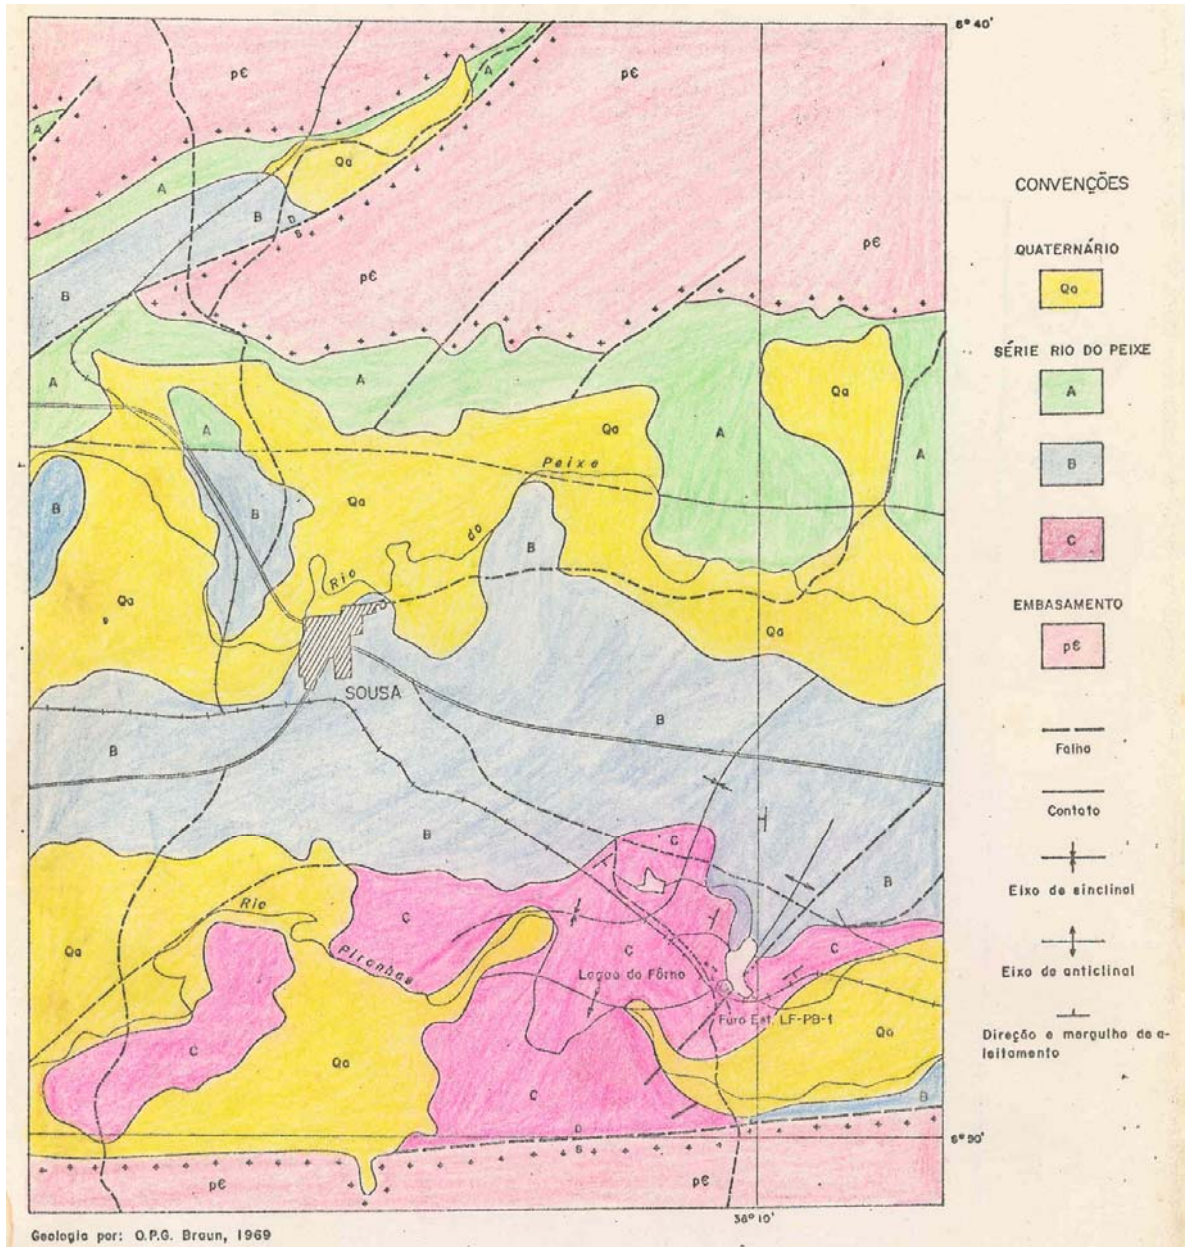 6° 40'
pЄ
pЄ
A
A
Qa
A
B
D
S
pЄ
B
pЄ
A
A
Qa
A
A
A
Qa
Peixe
B
B
Qa
do
B
Rio
Qa
Qa
SOUSA
B
B
B
C
B
Rio
C
C
Qa
Piranhas
C
Lagoa do Fôrno
Furo Est. LF-PB-1
C
Qa
Qa
C
B
D
S
6° 50'
pЄ
pЄ
38° 10'
Geologia por: O.P.G. Braun, 1969
CONVENÇÕES
QUATERNÁRIO
Qa
SÉRIE RIO DO PEIXE
A
B
C
EMBASAMENTO
pЄ
Falha
Contato
Eixo de sinclinal
Eixo de anticlinal
Direção e mergulho de a-
leitamento